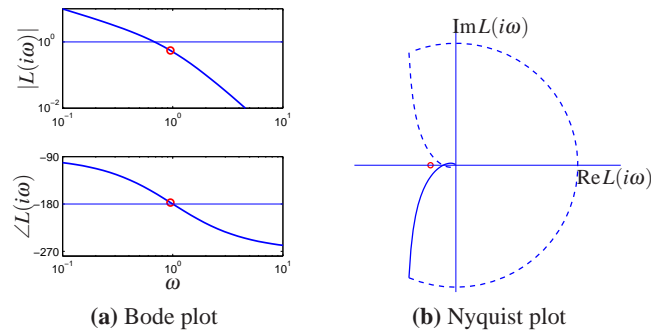 |L(iω)|
10^0
10^-2
10^-1
10^0
10^1
∠L(iω)
-90
-180
-270
10^-1
10^0
10^1
ω
(a) Bode plot
Im L(iω)
Re L(iω)
(b) Nyquist plot